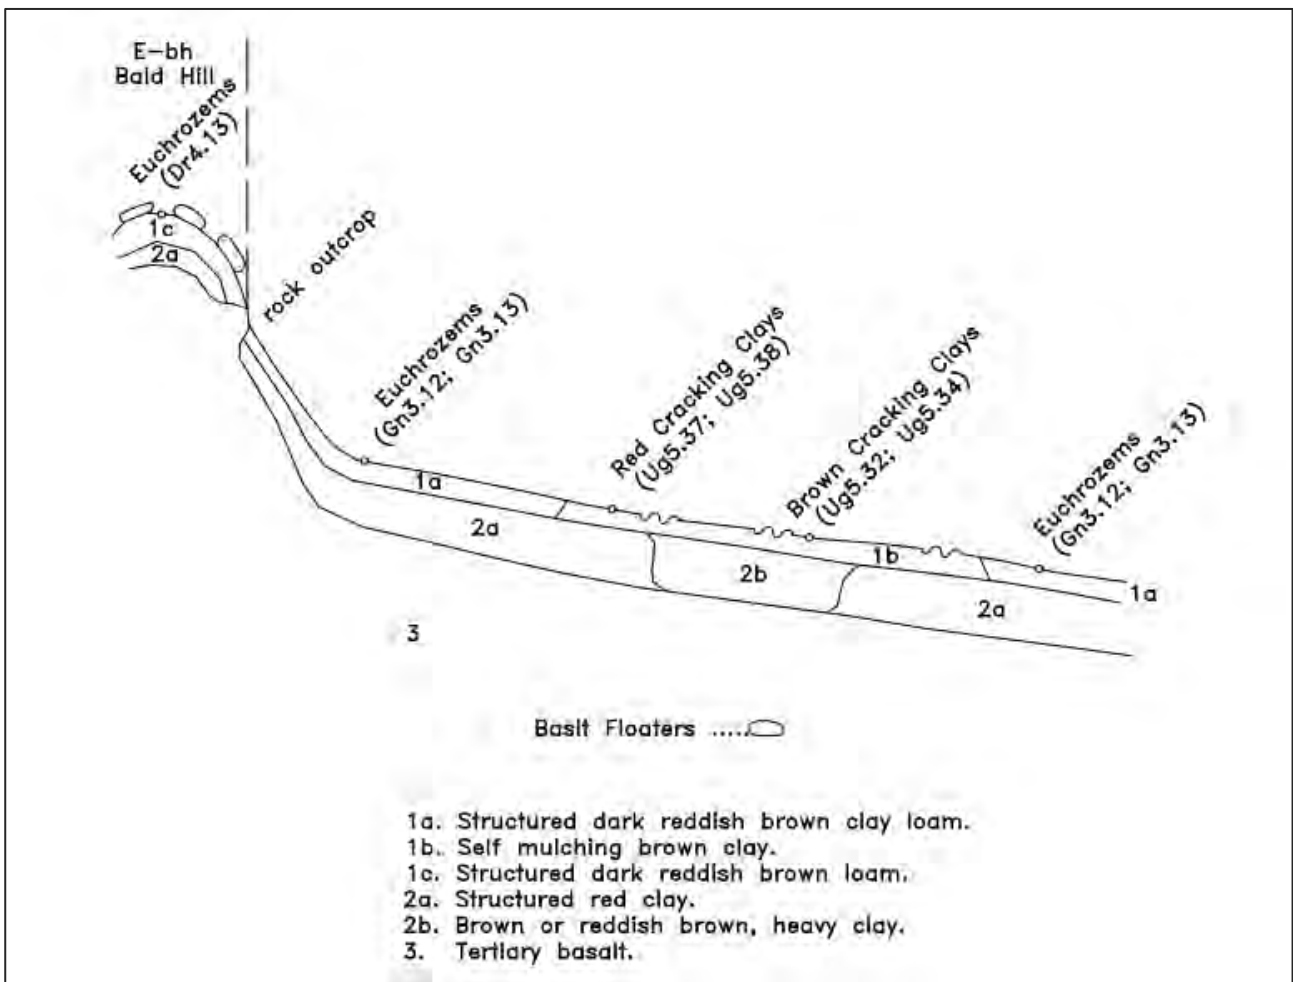 E-bh
Bald Hill
Euchrozems
(Dr4.13)
1c
2a
rock outcrop
Euchrozems
(Gn3.12; Gn3.13)
Red Cracking Clays
(Ug5.37; Ug5.38)
Brown Cracking Clays
(Ug5.32; Ug5.34)
Euchrozems
(Gn3.12; Gn3.13)
1a
2a
2b
1b
2a
1a
3
Baslt Floaters .....
1a. Structured dark reddish brown clay loam.
1b. Self mulching brown clay.
1c. Structured dark reddish brown loam.
2a. Structured red clay.
2b. Brown or reddish brown, heavy clay.
3. Tertiary basalt.